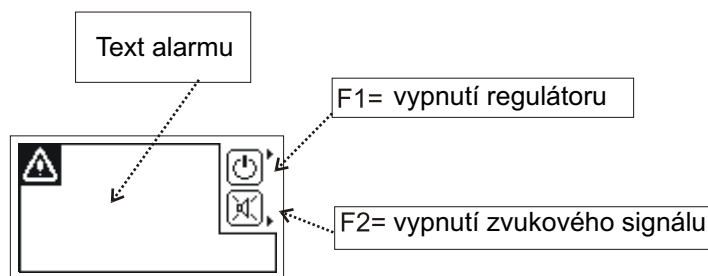 Text alarmu
F1= vypnutí regulátoru
F2= vypnutí zvukového signálu